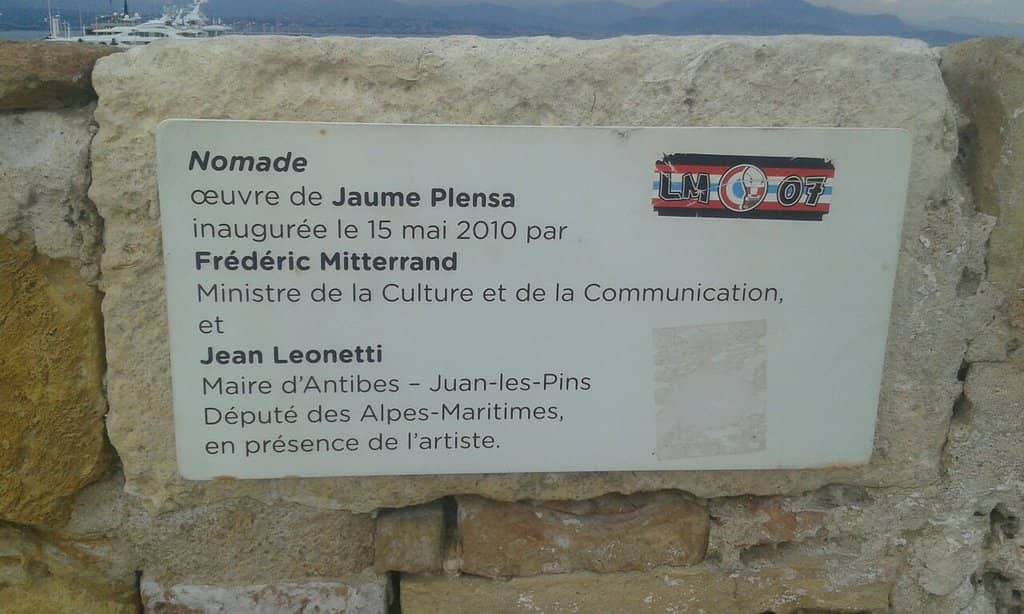 Nomade
œuvre de Jaume Plensa
inaugurée le 15 mai 2010 par
Frédéric Mitterrand
Ministre de la Culture et de la Communication,
et
Jean Leonetti
Maire d'Antibes – Juan-les-Pins
Député des Alpes-Maritimes,
en présence de l'artiste.
LM 07